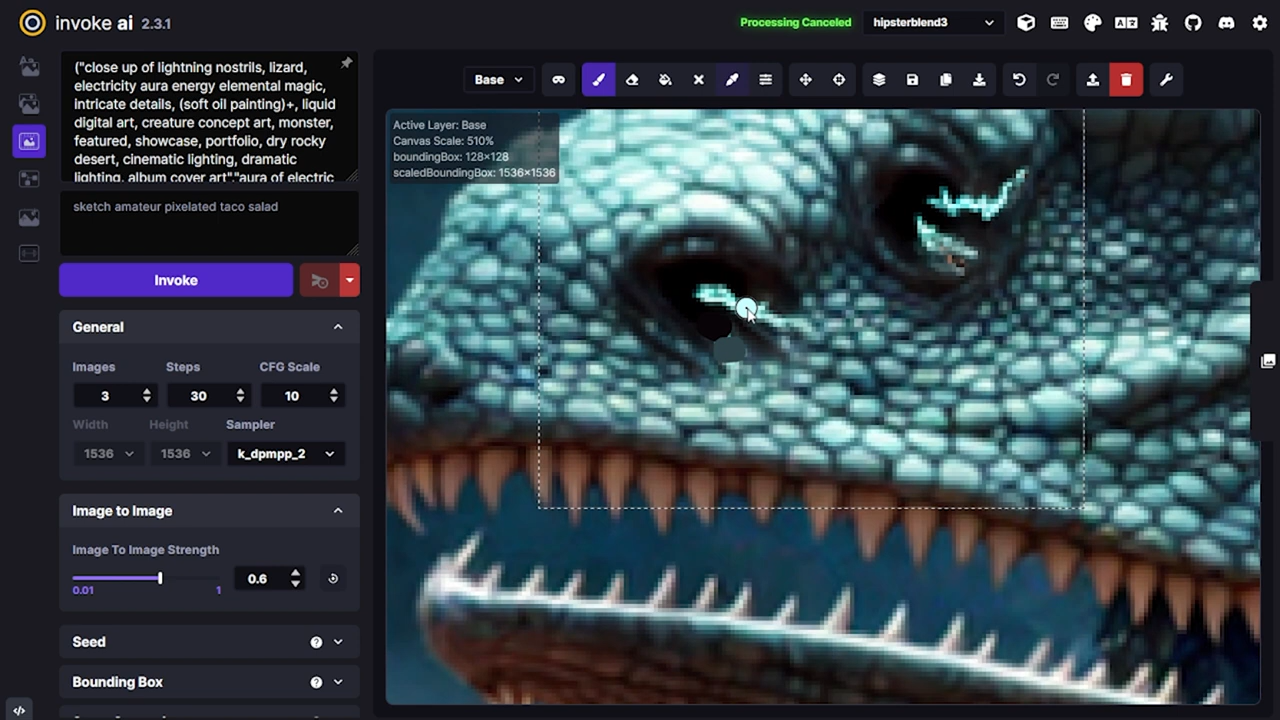 invoke ai 2.3.1
Processing Canceled
hipsterblend3
("close up of lightning nostrils, lizard,
electricity aura energy elemental magic,
intricate details, (soft oil painting)+, liquid
digital art, creature concept art, monster,
featured, showcase, portfolio, dry rocky
desert, cinematic lighting, dramatic
lighting, album cover art","aura of electric
sketch amateur pixelated taco salad
Invoke
General
Images Steps CFG Scale
3 30 10
Width Height Sampler
1536 1536 k_dpmpp_2
Image to Image
Image To Image Strength
0.6
0.01 1
Seed
Bounding Box
Base
Active Layer: Base
Canvas Scale: 510%
boundingBox: 128×128
scaledBoundingBox: 1536×1536